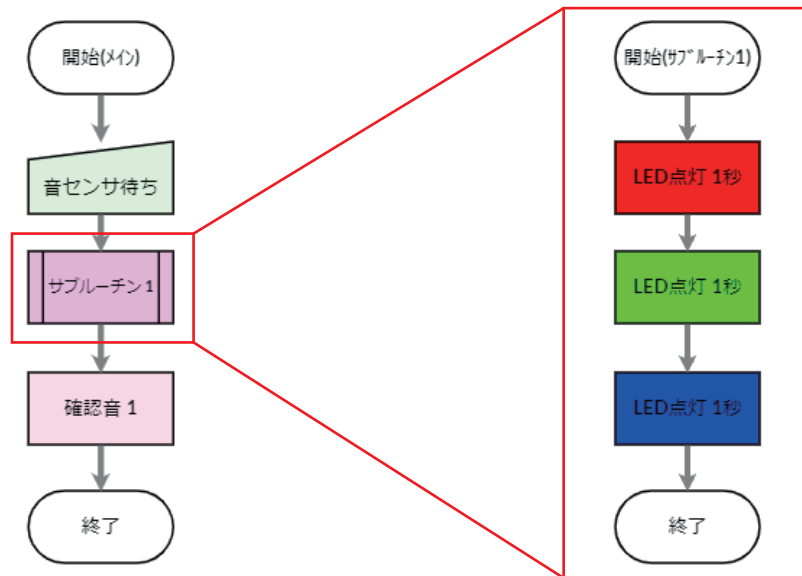 開始(ﾒｲﾝ)
音センサ待ち
サブルーチン 1
確認音 1
終了
開始(ｻﾌﾞﾙｰﾁﾝ1)
LED点灯 1秒
LED点灯 1秒
LED点灯 1秒
終了